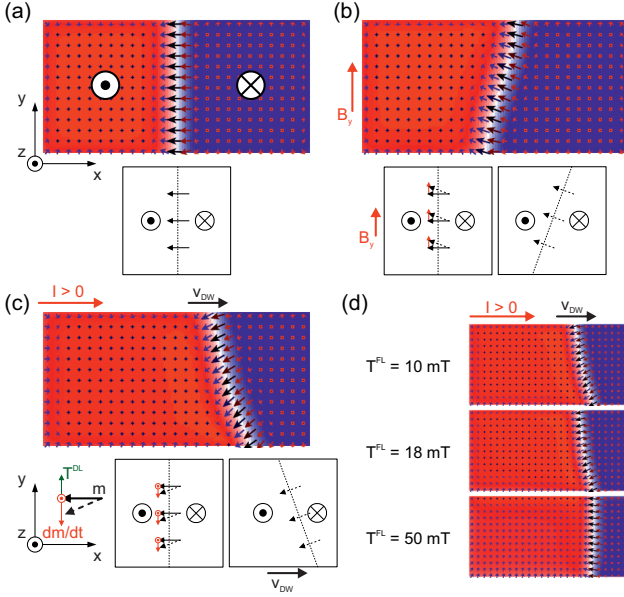 (a)
y
z
x
(b)
B_y
B_y
(c)
I > 0
v_DW
T^DL
m
dm/dt
y
z
x
v_DW
(d)
I > 0
v_DW
T^FL = 10 mT
T^FL = 18 mT
T^FL = 50 mT